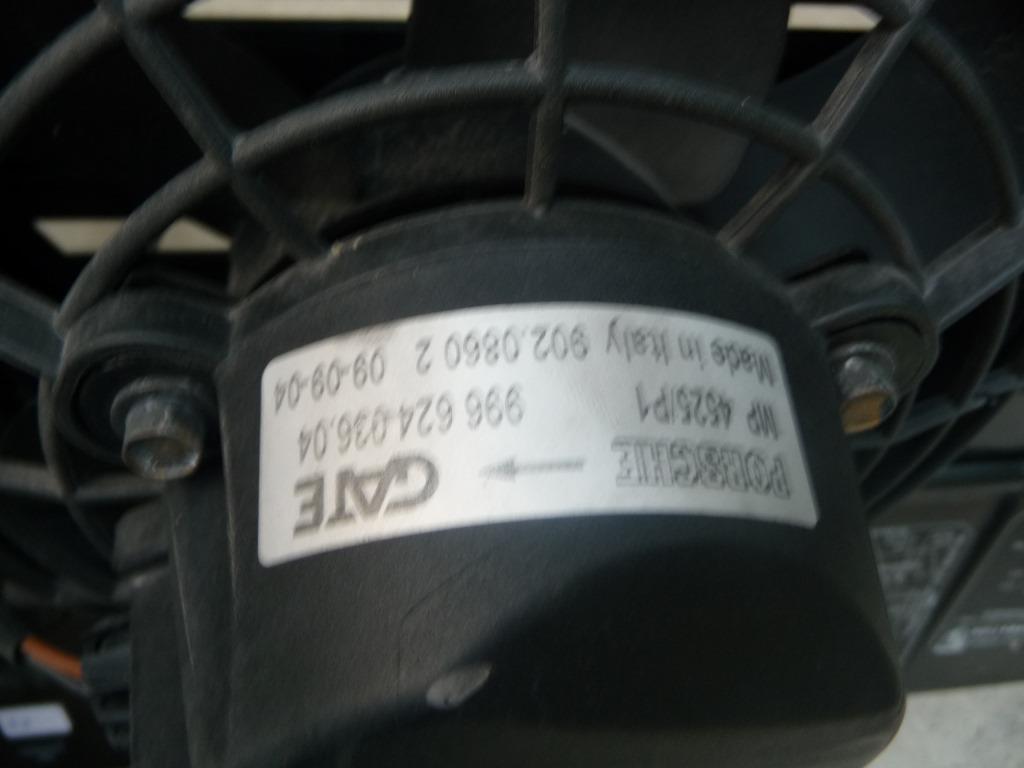 PORSCHE GATE
MP 4525/P1 996 624.036.04
Made in Italy 902.0860 2 09-09-04